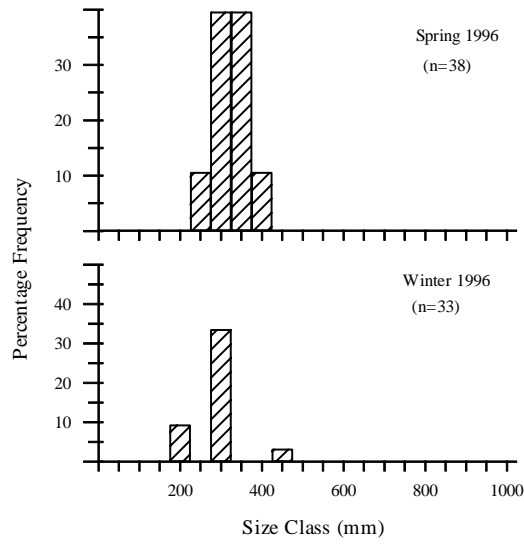 Spring 1996
(n=38)
30
20
10
Percentage Frequency
Winter 1996
(n=33)
40
30
20
10
200 400 600 800 1000
Size Class (mm)